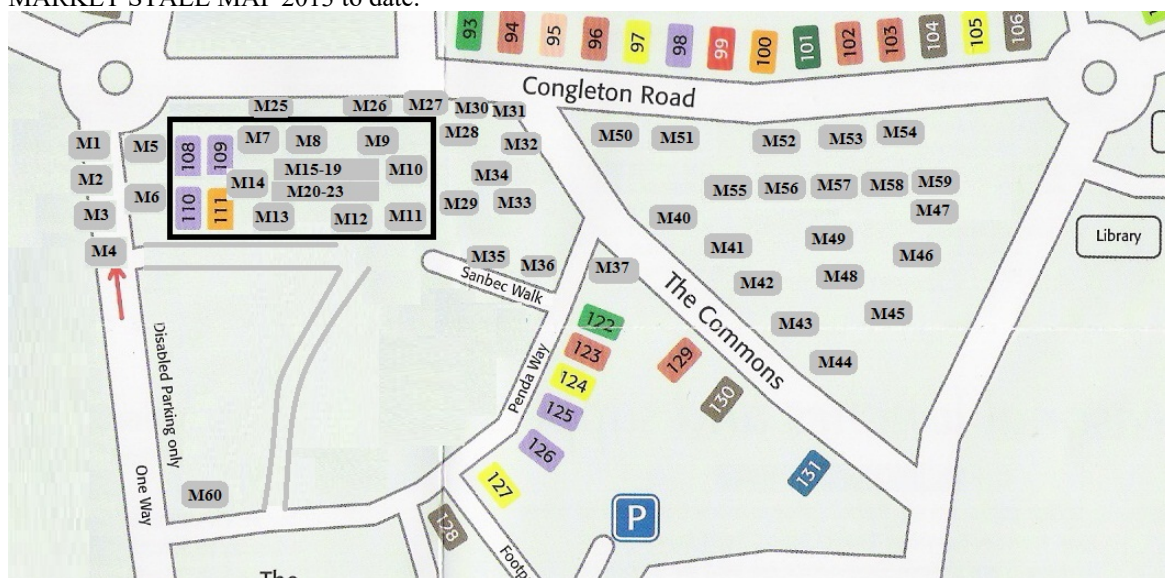 MARKET STALL MAP 2015 to date.
93 94 95 96 97 98 99 100 101 102 103 104 105 106
Congleton Road
M25 M26 M27 M30 M31
M1 M5 108 109 M7 M8 M9 M28 M32 M50 M51 M52 M53 M54
M2 M6 110 111 M14 M15-19 M10 M34 M55 M56 M57 M58 M59
M20-23
M3 M13 M12 M11 M29 M33 M40 M47
M4 M41 M49 M46
M35 M36 M37 M42 M48
Library
Sanbec Walk
The Commons
M43 M45
M44
122
123
124
125
126
127
128
129
130
131
Penda Way
Disabled Parking only
One Way
M60
P
The